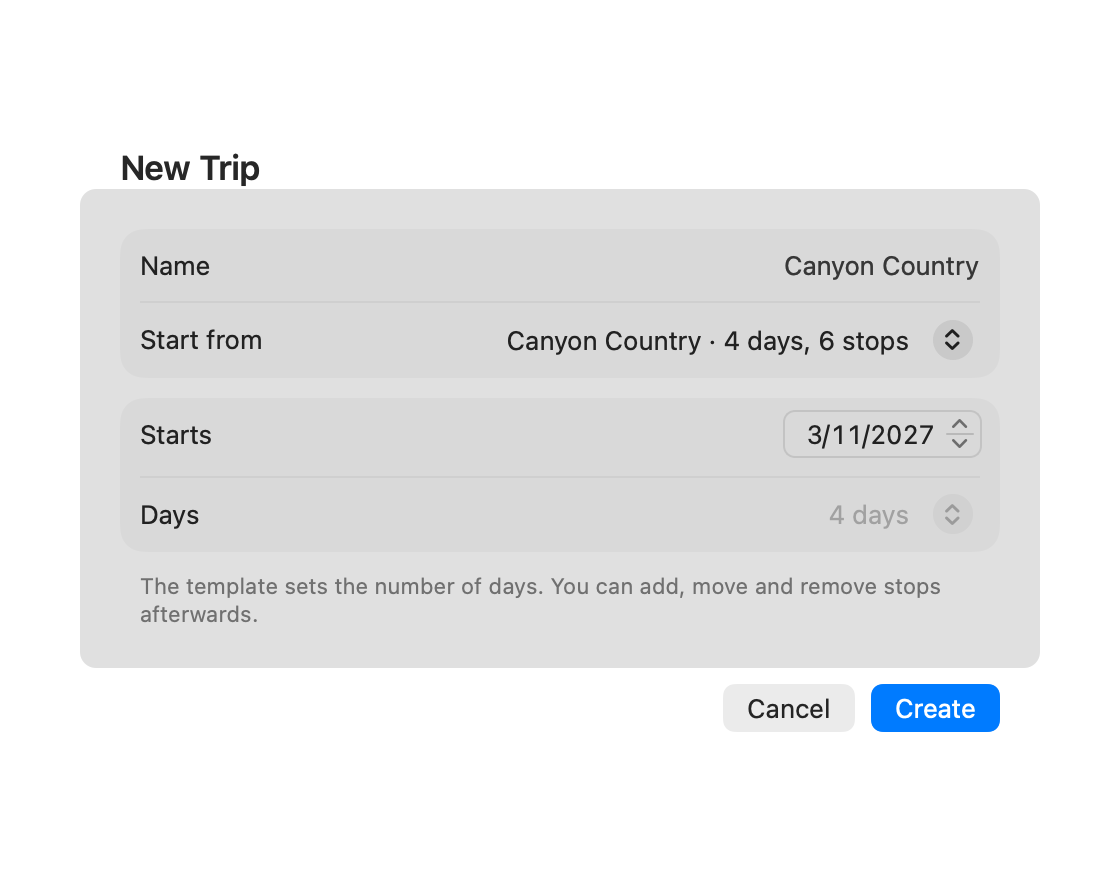 New Trip
Name
Canyon Country
Start from
Canyon Country · 4 days, 6 stops
Starts
3/11/2027
Days
4 days
The template sets the number of days. You can add, move and remove stops
afterwards.
Cancel
Create